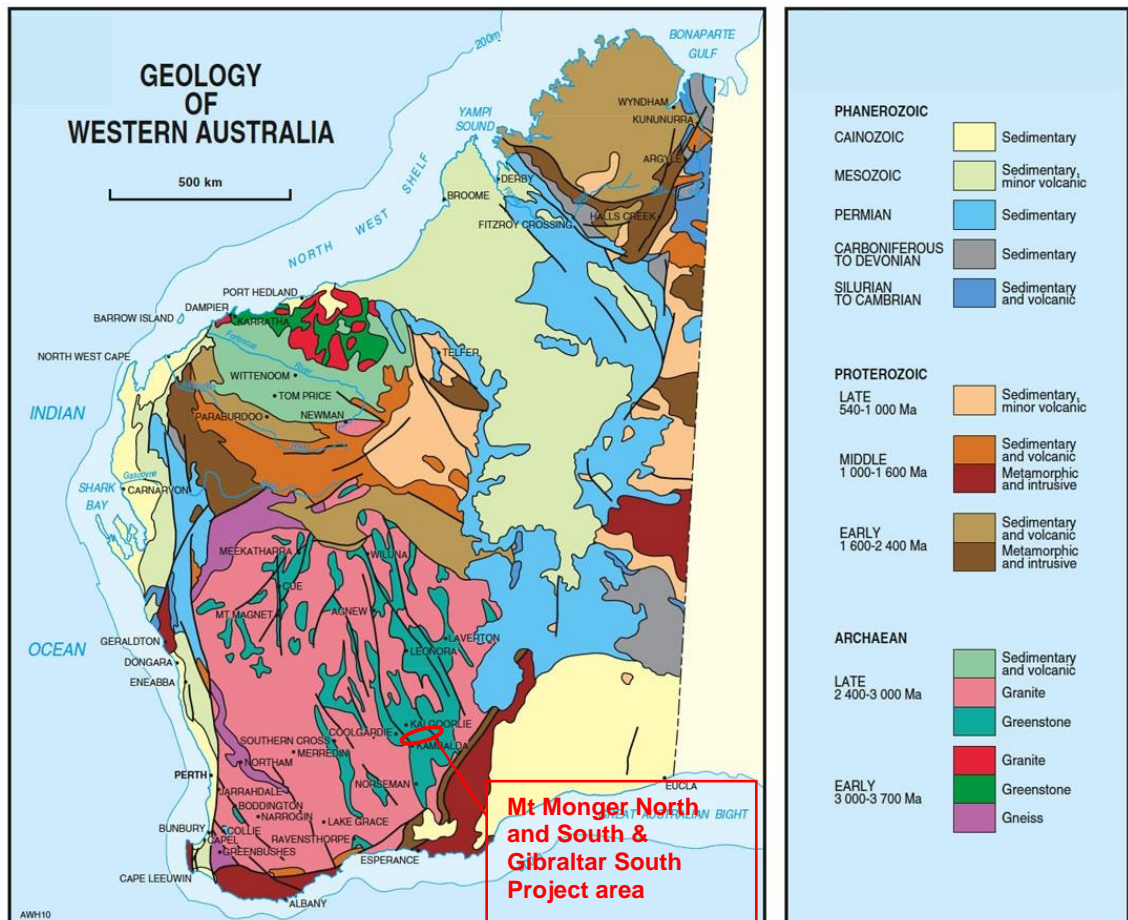 GEOLOGY
OF
WESTERN AUSTRALIA
500 km
200m
BONAPARTE
GULF
WYNDHAM
KUNUNURRA
YAMPI
SOUND
ARGYLE
DERBY
BROOME
HALLS CREEK
FITZROY CROSSING
NORTH WEST SHELF
PORT HEDLAND
DAMPIER
BARROW ISLAND
KARRATHA
NORTH WEST CAPE
Fortescue
River
TELFER
WITTENOOM
TOM PRICE
INDIAN
PARABURDOO
NEWMAN
Gascoyne
SHARK
BAY
CARNARVON
MEEKATHARRA
WILUNA
CUE
MT MAGNET
AGNEW
LAVERTON
LEONORA
OCEAN
GERALDTON
DONGARA
ENEABBA
KALGOORLIE
COOLGARDIE
SOUTHERN CROSS
KAMBALDA
MERREDIN
NORTHAM
PERTH
NORSEMAN
EUCLA
JARRAHDALE
BODDINGTON
NARROGIN
LAKE GRACE
GREAT AUSTRALIAN BIGHT
BUNBURY
COLLIE
CAPEL
RAVENSTHORPE
GREENBUSHES
ESPERANCE
CAPE LEEUWIN
ALBANY
AWH10
Mt Monger North
and South &
Gibraltar South
Project area
PHANEROZOIC
CAINOZOIC Sedimentary
MESOZOIC Sedimentary, minor volcanic
PERMIAN Sedimentary
CARBONIFEROUS
TO DEVONIAN Sedimentary
SILURIAN
TO CAMBRIAN Sedimentary and volcanic
PROTEROZOIC
LATE
540-1 000 Ma Sedimentary, minor volcanic
MIDDLE
1 000-1 600 Ma
Sedimentary and volcanic
Metamorphic and intrusive
EARLY
1 600-2 400 Ma
Sedimentary and volcanic
Metamorphic and intrusive
ARCHAEAN
LATE
2 400-3 000 Ma
Sedimentary and volcanic
Granite
Greenstone
EARLY
3 000-3 700 Ma
Granite
Greenstone
Gneiss